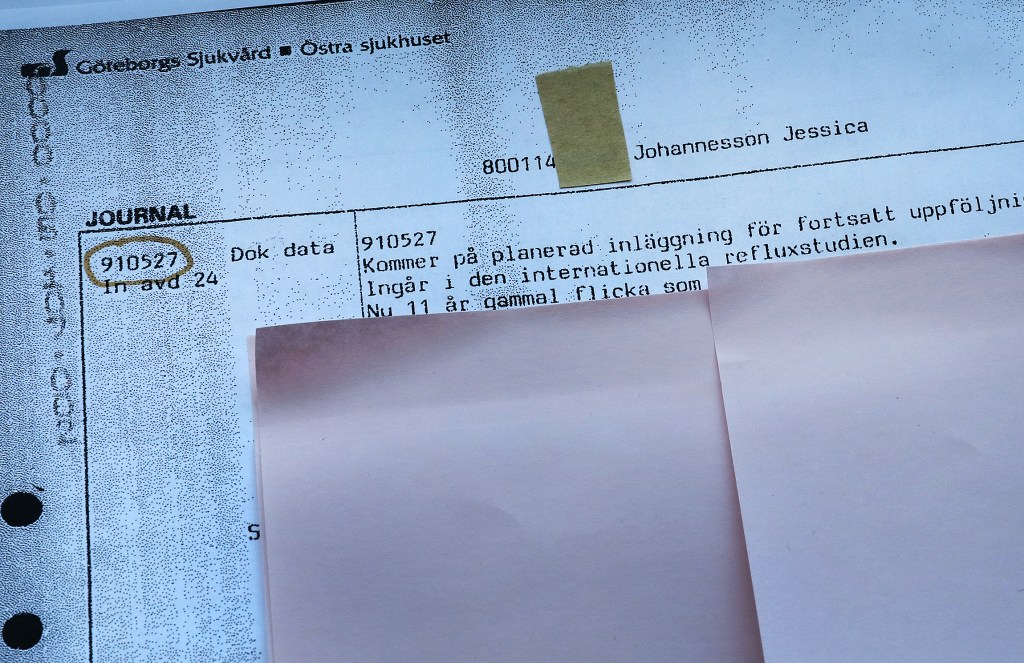 Göteborgs Sjukvård ■ Östra sjukhuset
800114 Johannesson Jessica
JOURNAL
910527 Dok data
In avd 24
910527
Kommer på planerad inläggning för fortsatt uppföljni
Ingår i den internationella refluxstudien.
Nu 11 år gammal flicka som
S